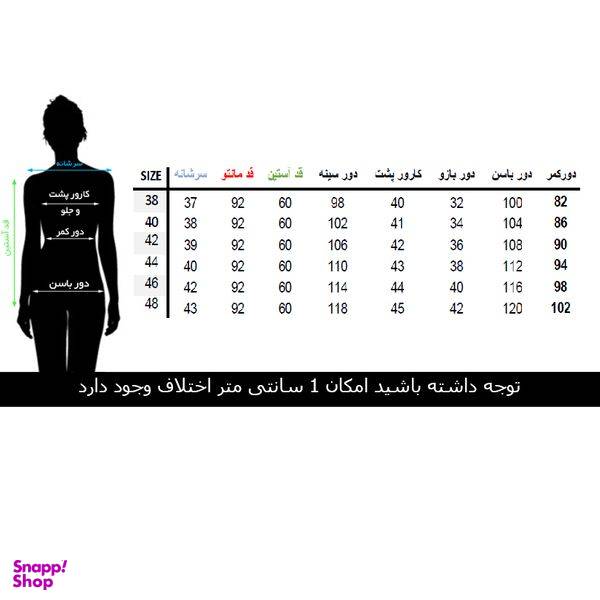 سرشانه
کارور پشت
و جلو
دور کمر
دور باسن
قد آستین
SIZE سرشانه قد مانتو قد آستین دور سینه کارور پشت دور بازو دور باسن دورکمر
38 37 92 60 98 40 32 100 82
40 38 92 60 102 41 34 104 86
42 39 92 60 106 42 36 108 90
44 40 92 60 110 43 38 112 94
46 42 92 60 114 44 40 116 98
48 43 92 60 118 45 42 120 102
توجه داشته باشید امکان 1 سانتی متر اختلاف وجود دارد
Snapp!
Shop